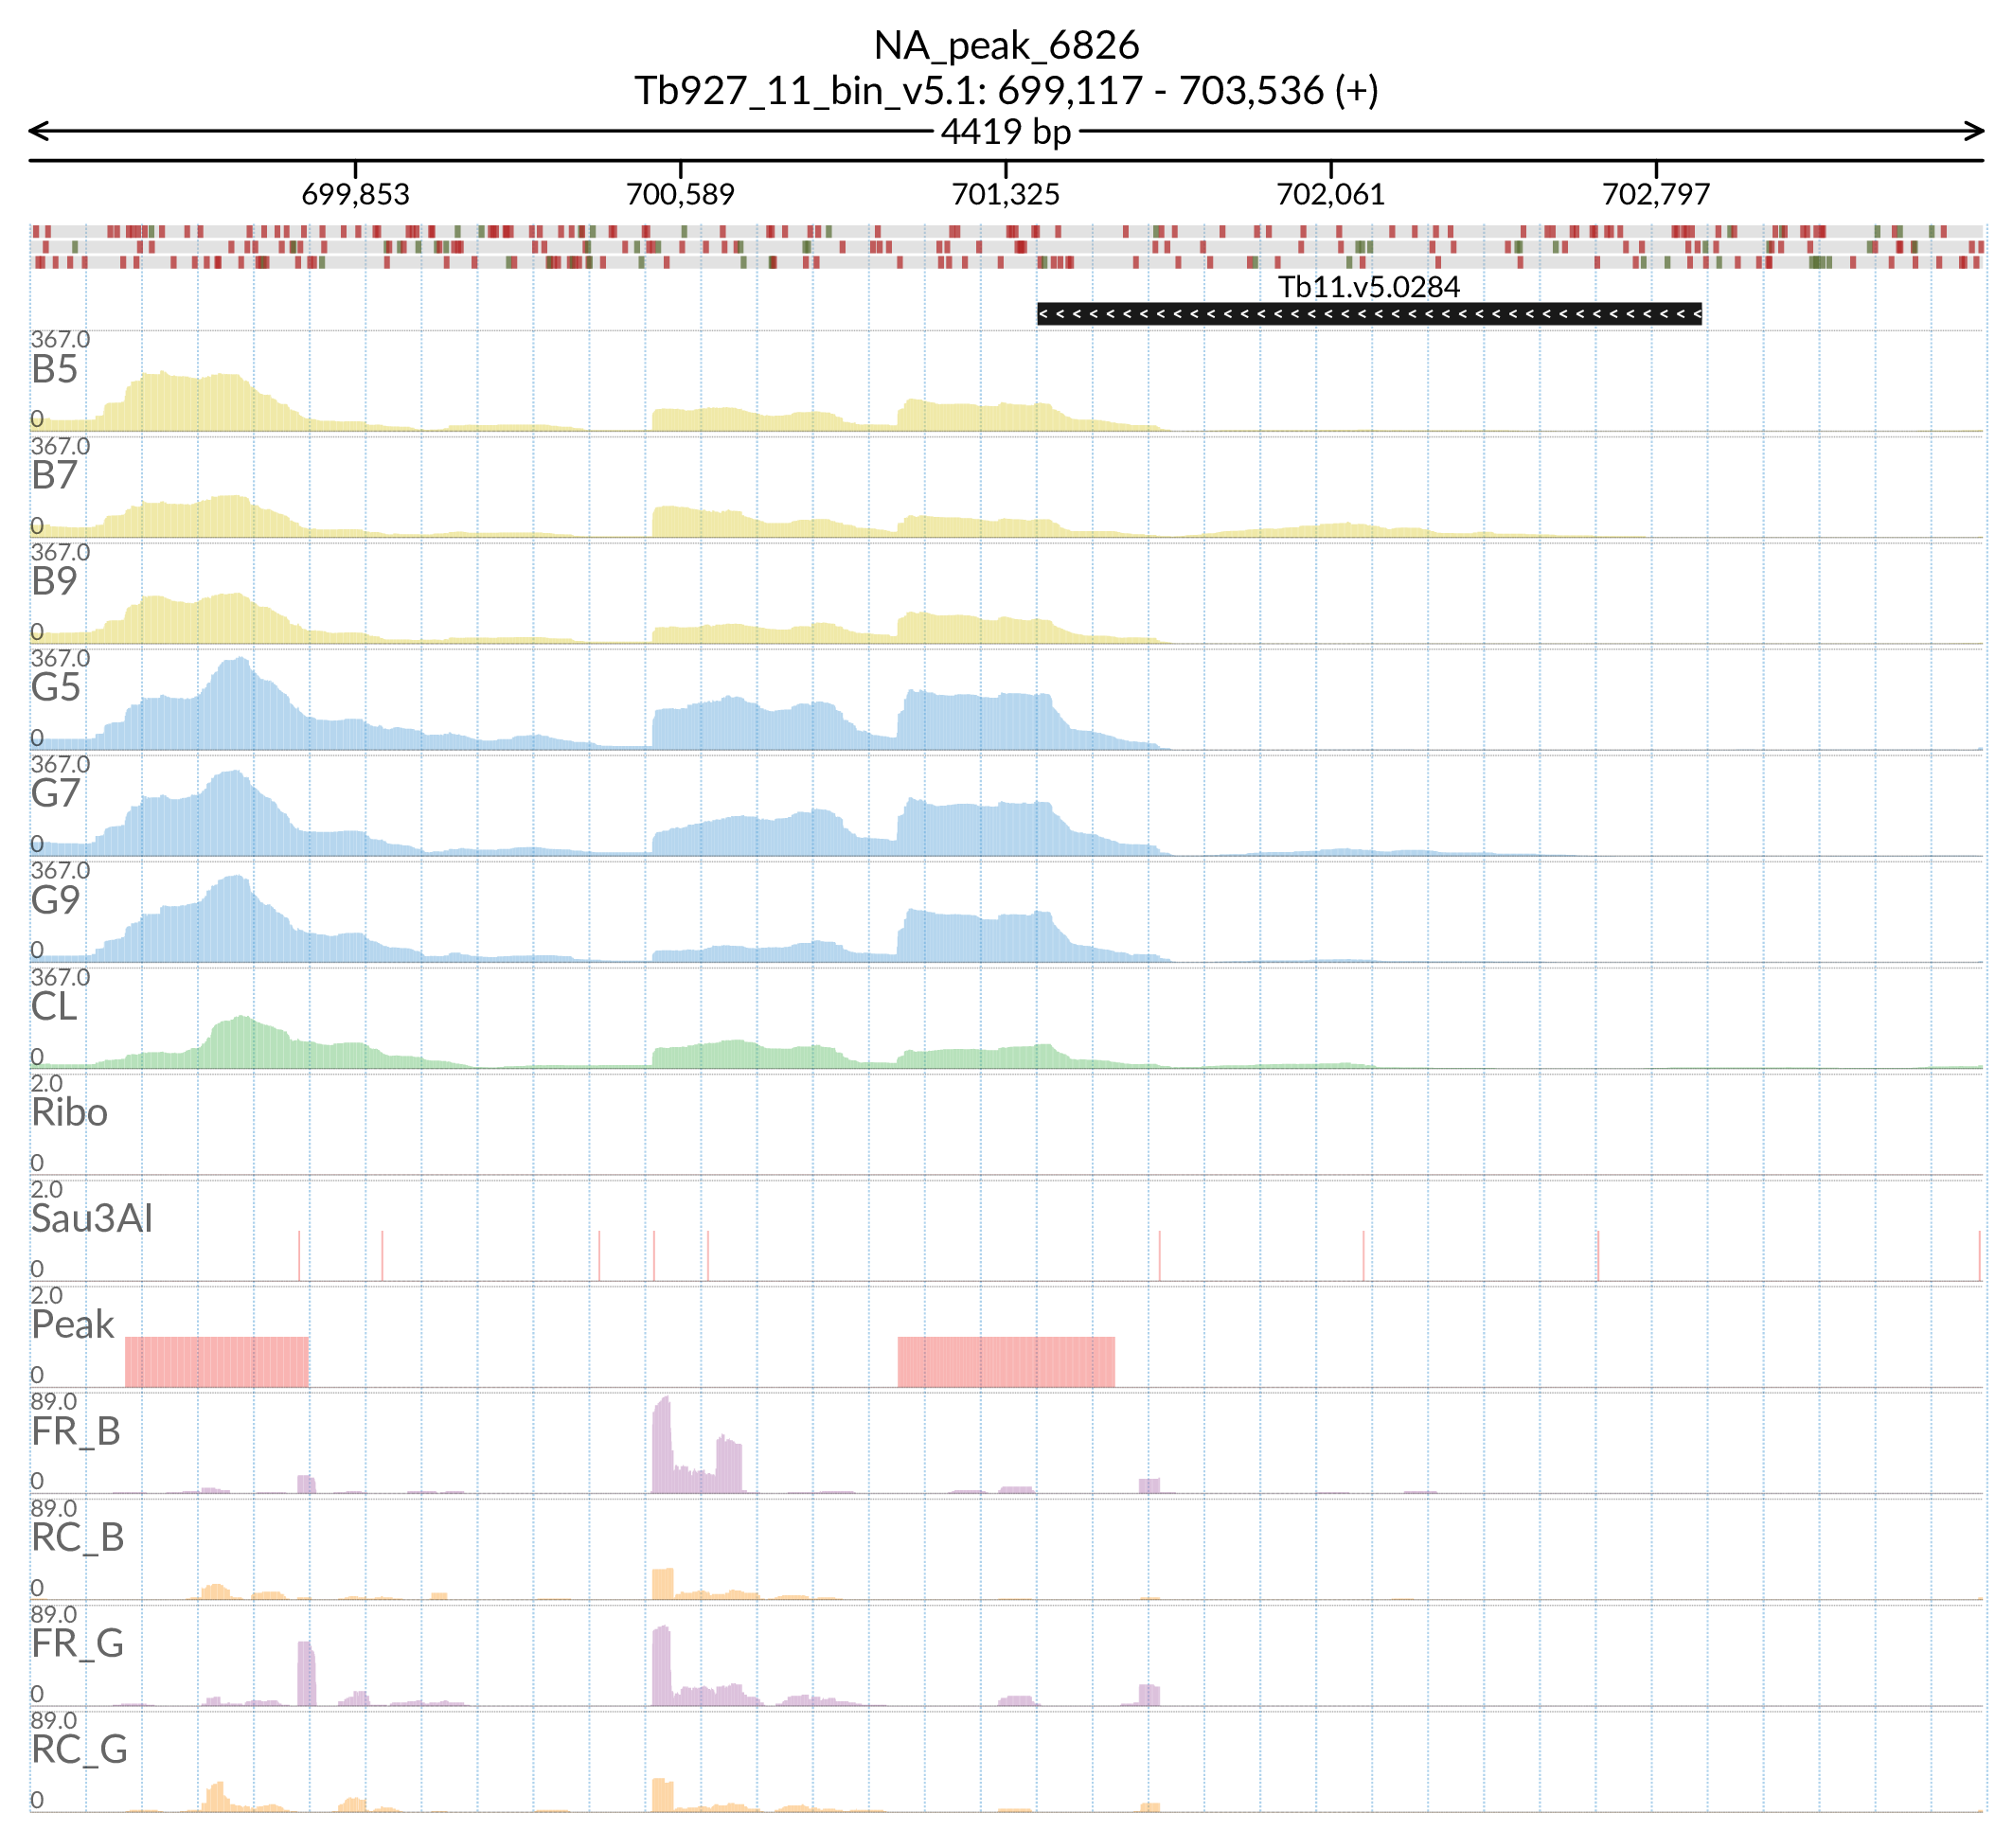 NA_peak_6826
Tb927_11_bin_v5.1: 699,117 - 703,536 (+)
4419 bp
699,853 700,589 701,325 702,061 702,797
Tb11.v5.0284
367.0
B5
0
367.0
B7
0
367.0
B9
0
367.0
G5
0
367.0
G7
0
367.0
G9
0
367.0
CL
0
2.0
Ribo
0
2.0
Sau3AI
0
2.0
Peak
0
89.0
FR_B
0
89.0
RC_B
0
89.0
FR_G
0
89.0
RC_G
0